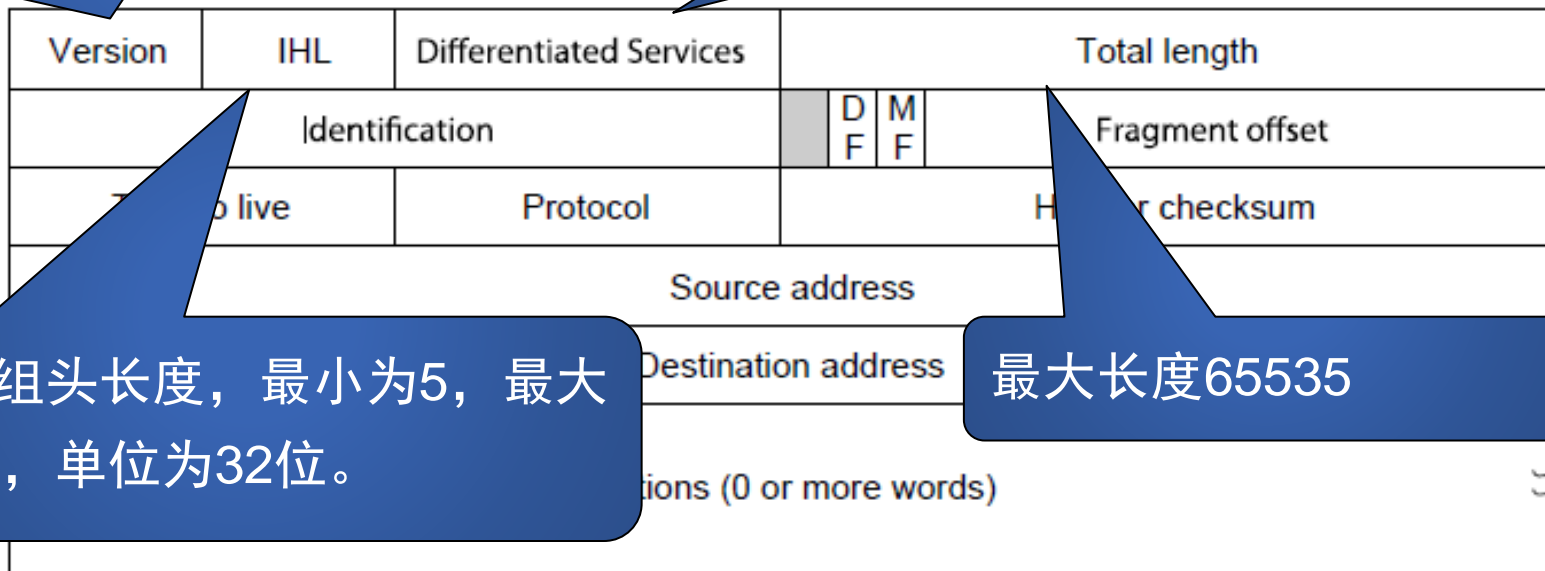 Version IHL Differentiated Services Total length
Identification D F M F Fragment offset
live Protocol checksum
Source address
Destination address
组头长度，最小为5，最大
，单位为32位。
最大长度65535
(0 or more words)